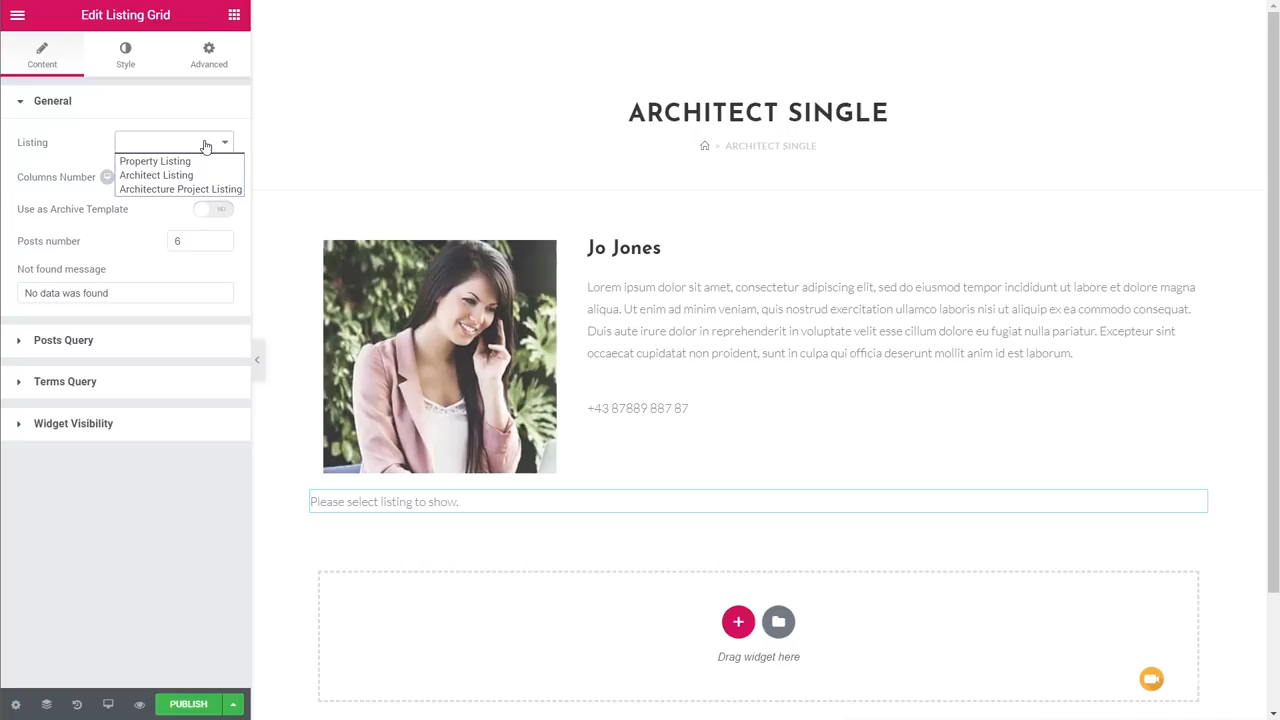 Edit Listing Grid
Content
Style
Advanced
General
Listing
Property Listing
Architect Listing
Architecture Project Listing
Columns Number
Use as Archive Template
NO
Posts number
6
Not found message
No data was found
Posts Query
Terms Query
Widget Visibility
PUBLISH
ARCHITECT SINGLE
> ARCHITECT SINGLE
Jo Jones
Lorem ipsum dolor sit amet, consectetur adipiscing elit, sed do eiusmod tempor incididunt ut labore et dolore magna
aliqua. Ut enim ad minim veniam, quis nostrud exercitation ullamco laboris nisi ut aliquip ex ea commodo consequat.
Duis aute irure dolor in reprehenderit in voluptate velit esse cillum dolore eu fugiat nulla pariatur. Excepteur sint
occaecat cupidatat non proident, sunt in culpa qui officia deserunt mollit anim id est laborum.
+43 87889 887 87
Please select listing to show.
Drag widget here